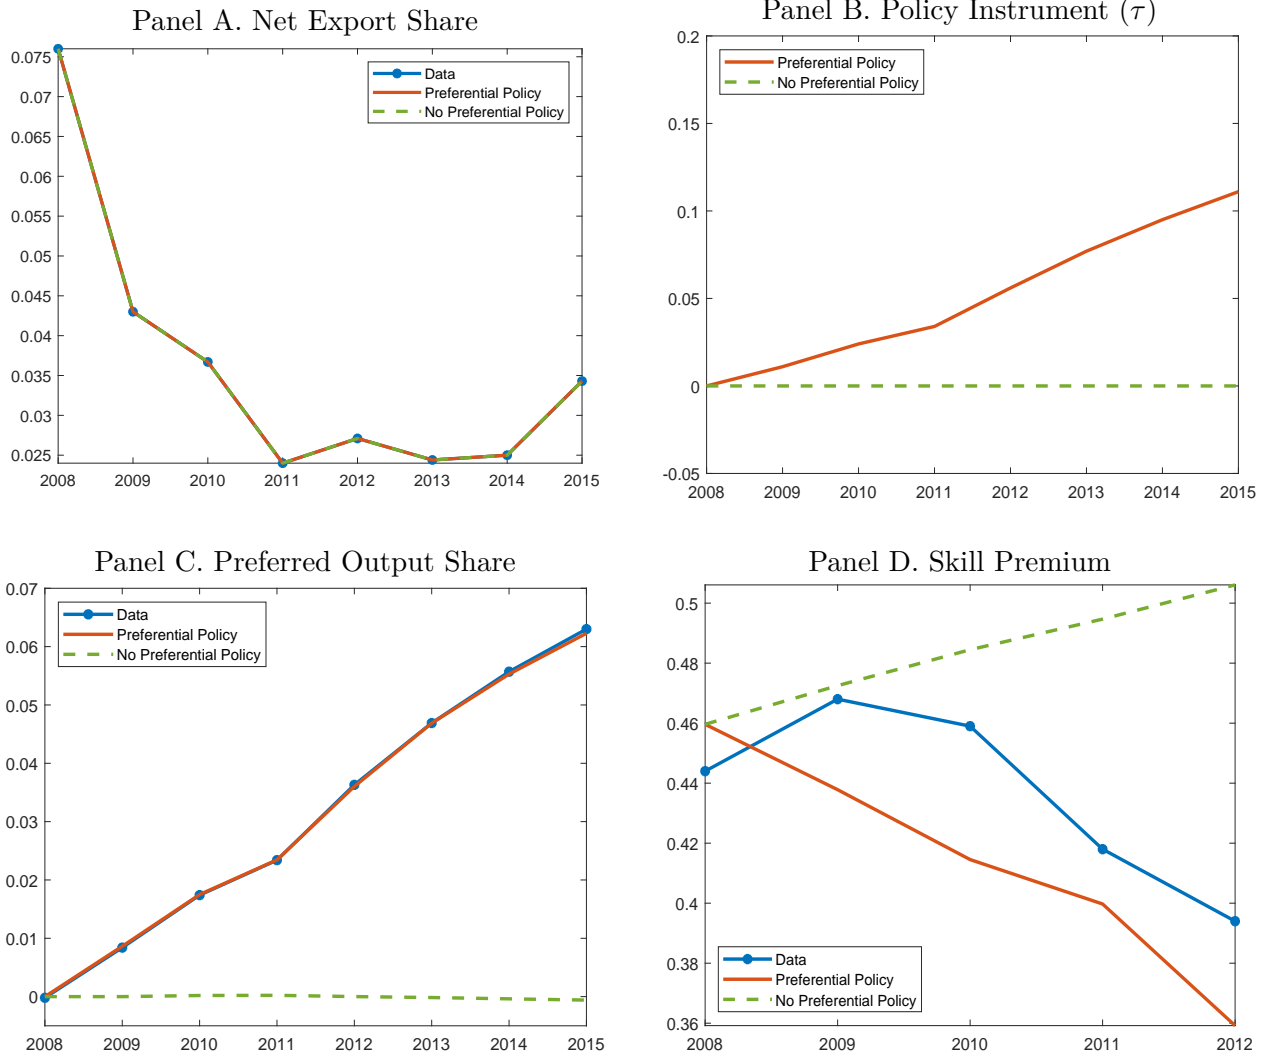 Panel A. Net Export Share
0.075
0.07
0.065
0.06
0.055
0.05
0.045
0.04
0.035
0.03
0.025
2008 2009 2010 2011 2012 2013 2014 2015
Data
Preferential Policy
No Preferential Policy
Panel B. Policy Instrument (τ)
0.2
0.15
0.1
0.05
0
-0.05
2008 2009 2010 2011 2012 2013 2014 2015
Preferential Policy
No Preferential Policy
Panel C. Preferred Output Share
0.07
0.06
0.05
0.04
0.03
0.02
0.01
0
2008 2009 2010 2011 2012 2013 2014 2015
Data
Preferential Policy
No Preferential Policy
Panel D. Skill Premium
0.5
0.48
0.46
0.44
0.42
0.4
0.38
0.36
2008 2009 2010 2011 2012
Data
Preferential Policy
No Preferential Policy